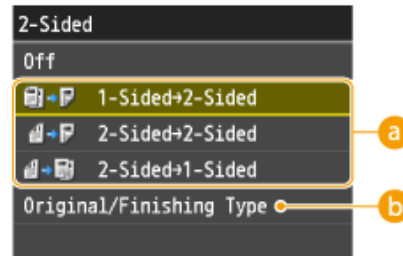 2-Sided
Off
1-Sided→2-Sided
a
2-Sided→2-Sided
2-Sided→1-Sided
Original/Finishing Type
b